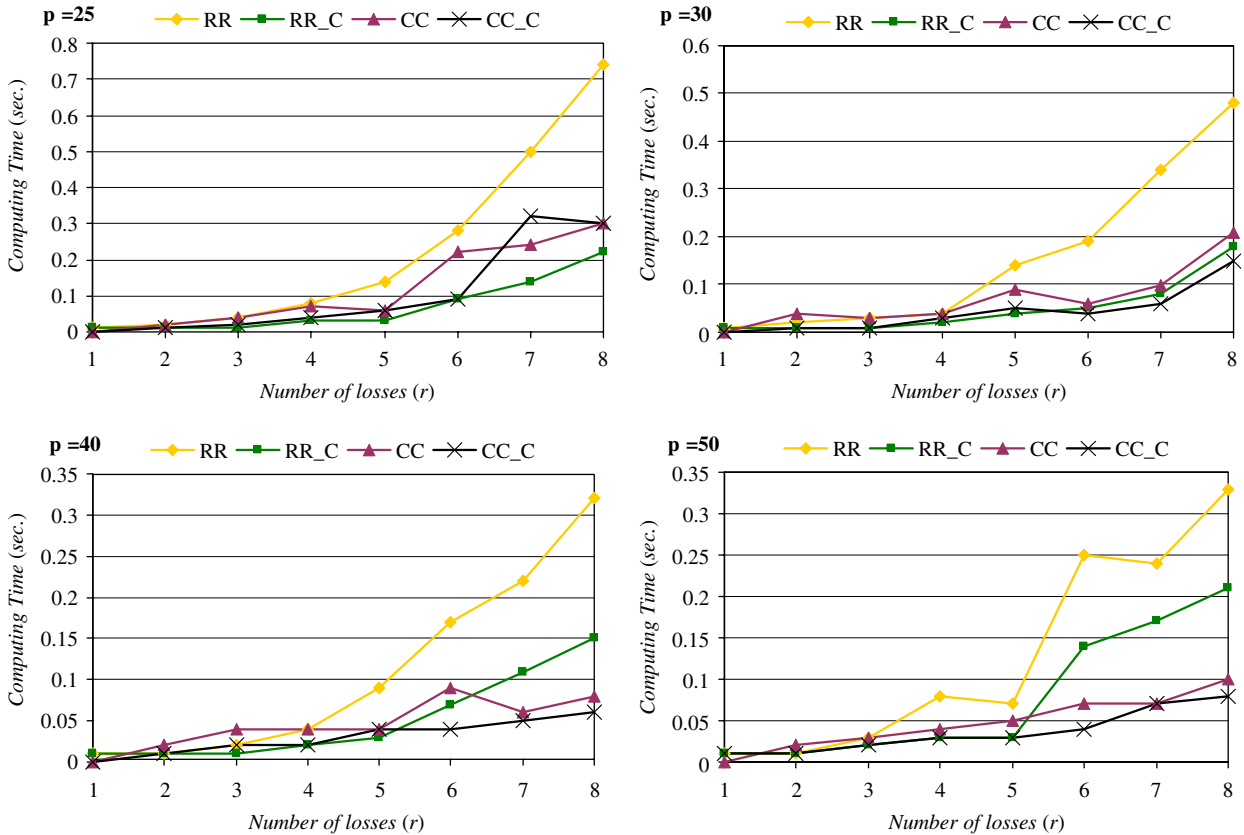 p =25
RR RR_C CC CC_C
Computing Time (sec.)
0.8
0.7
0.6
0.5
0.4
0.3
0.2
0.1
0
1 2 3 4 5 6 7 8
Number of losses (r)
p =30
RR RR_C CC CC_C
Computing Time (sec.)
0.6
0.5
0.4
0.3
0.2
0.1
0
1 2 3 4 5 6 7 8
Number of losses (r)
p =40
RR RR_C CC CC_C
Computing Time (sec.)
0.35
0.3
0.25
0.2
0.15
0.1
0.05
0
1 2 3 4 5 6 7 8
Number of losses (r)
p =50
RR RR_C CC CC_C
Computing Time (sec.)
0.35
0.3
0.25
0.2
0.15
0.1
0.05
0
1 2 3 4 5 6 7 8
Number of losses (r)